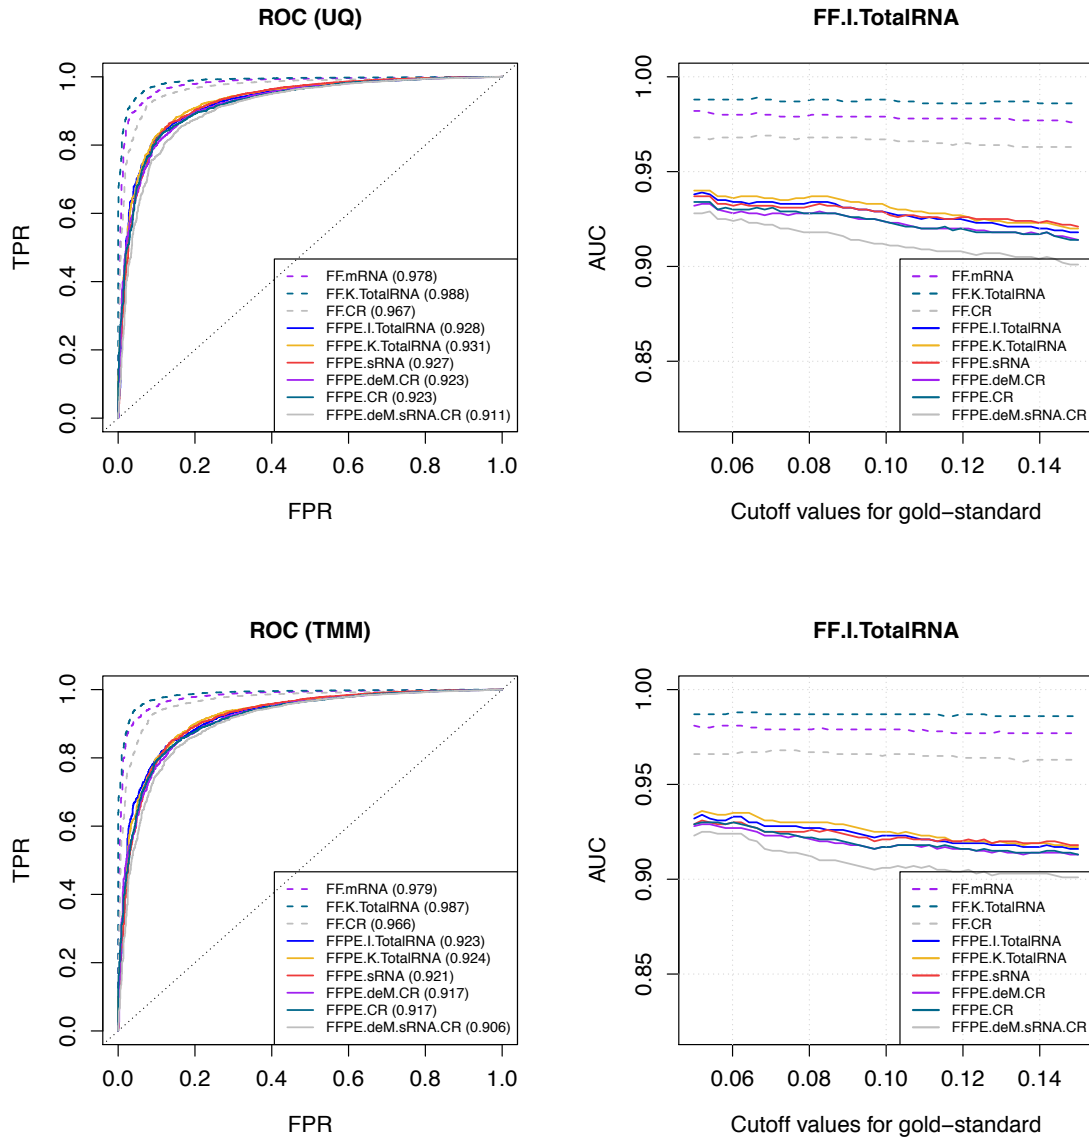 ROC (UQ)
TPR
0.0 0.2 0.4 0.6 0.8 1.0
0.0 0.2 0.4 0.6 0.8 1.0
FPR
FF.mRNA (0.978)
FF.K.TotalRNA (0.988)
FF.CR (0.967)
FFPE.I.TotalRNA (0.928)
FFPE.K.TotalRNA (0.931)
FFPE.sRNA (0.927)
FFPE.deM.CR (0.923)
FFPE.CR (0.923)
FFPE.deM.sRNA.CR (0.911)
FF.I.TotalRNA
AUC
0.85 0.90 0.95 1.00
0.06 0.08 0.10 0.12 0.14
Cutoff values for gold−standard
FF.mRNA
FF.K.TotalRNA
FF.CR
FFPE.I.TotalRNA
FFPE.K.TotalRNA
FFPE.sRNA
FFPE.deM.CR
FFPE.CR
FFPE.deM.sRNA.CR
ROC (TMM)
TPR
0.0 0.2 0.4 0.6 0.8 1.0
0.0 0.2 0.4 0.6 0.8 1.0
FPR
FF.mRNA (0.979)
FF.K.TotalRNA (0.987)
FF.CR (0.966)
FFPE.I.TotalRNA (0.923)
FFPE.K.TotalRNA (0.924)
FFPE.sRNA (0.921)
FFPE.deM.CR (0.917)
FFPE.CR (0.917)
FFPE.deM.sRNA.CR (0.906)
FF.I.TotalRNA
AUC
0.85 0.90 0.95 1.00
0.06 0.08 0.10 0.12 0.14
Cutoff values for gold−standard
FF.mRNA
FF.K.TotalRNA
FF.CR
FFPE.I.TotalRNA
FFPE.K.TotalRNA
FFPE.sRNA
FFPE.deM.CR
FFPE.CR
FFPE.deM.sRNA.CR